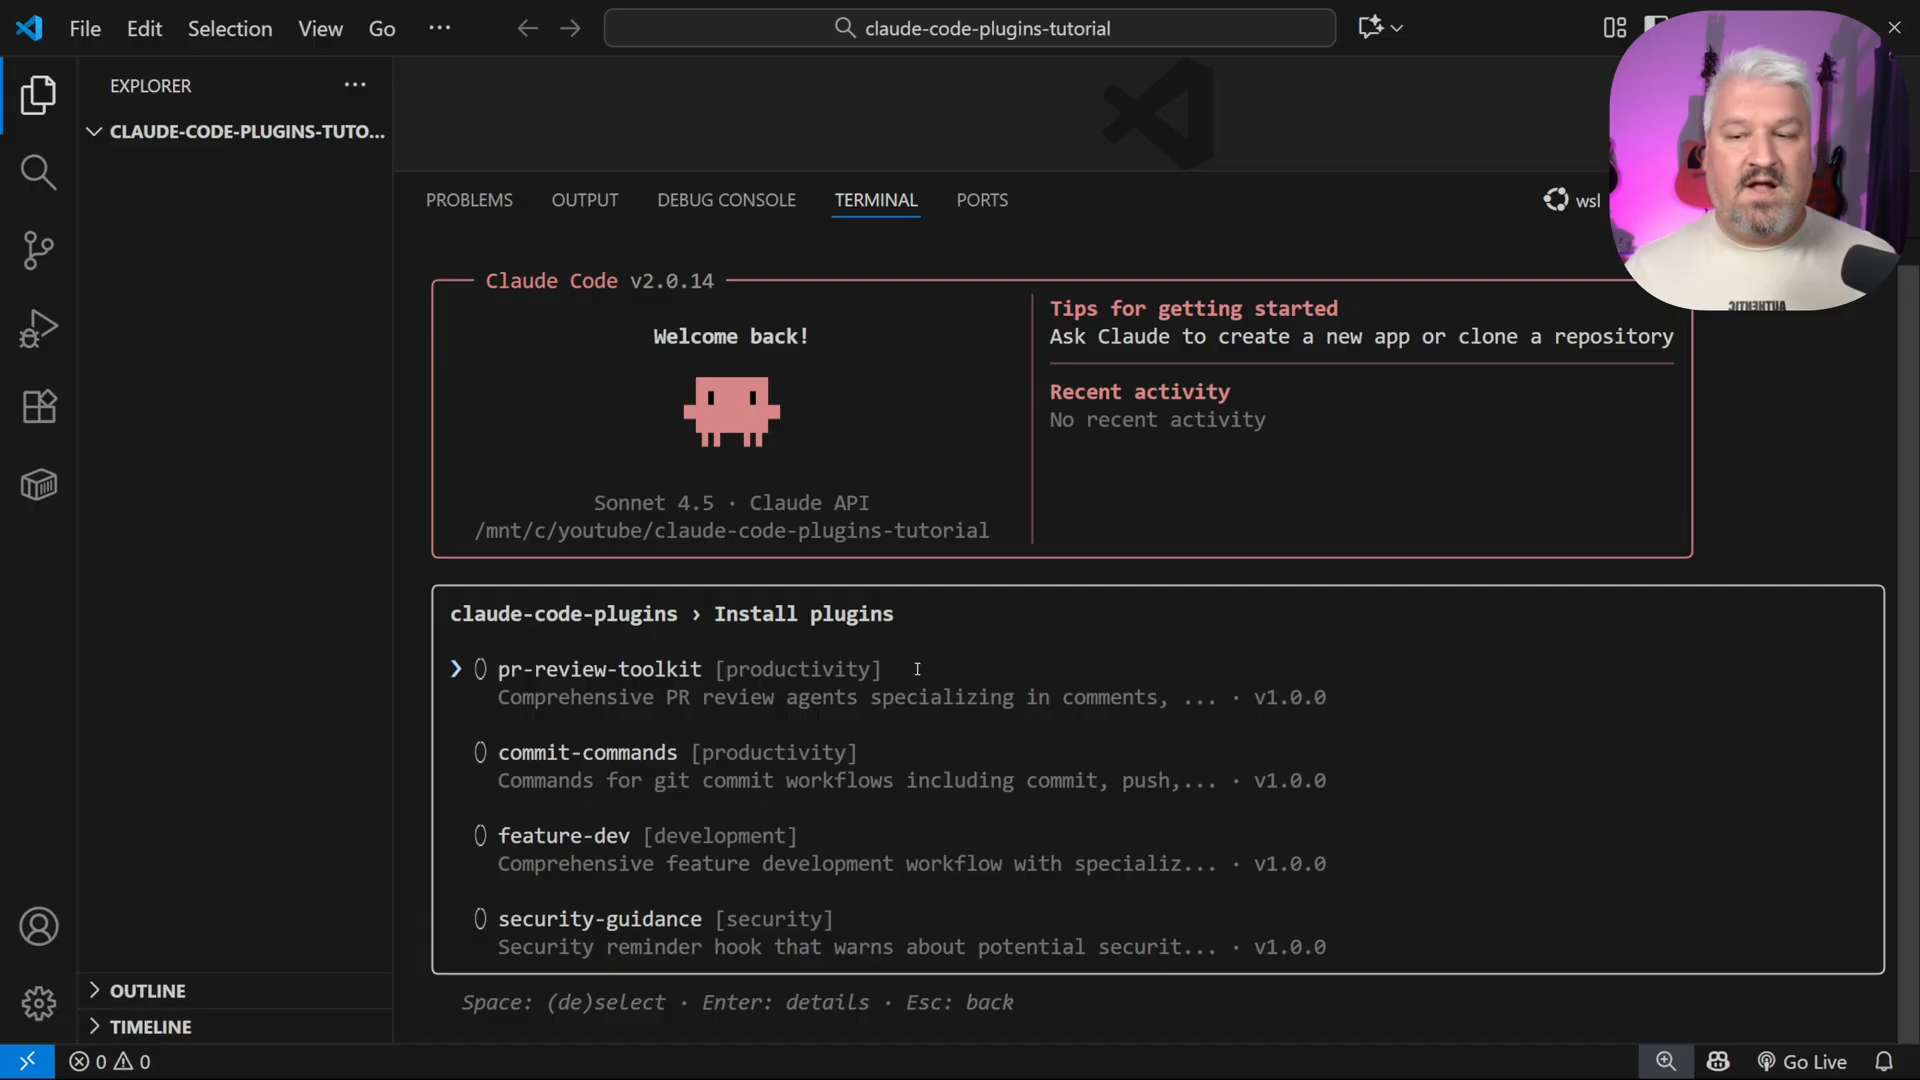 File Edit Selection View Go ···
claude-code-plugins-tutorial
EXPLORER ···
CLAUDE-CODE-PLUGINS-TUTO...
PROBLEMS OUTPUT DEBUG CONSOLE TERMINAL PORTS
wsl
Claude Code v2.0.14
Welcome back!
Sonnet 4.5 · Claude API
/mnt/c/youtube/claude-code-plugins-tutorial
Tips for getting started
Ask Claude to create a new app or clone a repository
Recent activity
No recent activity
AUTHENTIC
claude-code-plugins › Install plugins
❯ () pr-review-toolkit [productivity]
Comprehensive PR review agents specializing in comments, ... · v1.0.0
() commit-commands [productivity]
Commands for git commit workflows including commit, push,... · v1.0.0
() feature-dev [development]
Comprehensive feature development workflow with specializ... · v1.0.0
() security-guidance [security]
Security reminder hook that warns about potential securit... · v1.0.0
Space: (de)select · Enter: details · Esc: back
OUTLINE
TIMELINE
0 0
Go Live